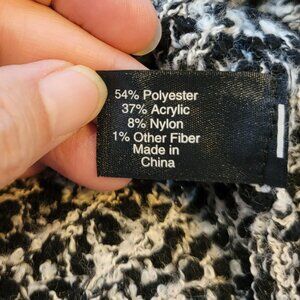 54% Polyester
37% Acrylic
8% Nylon
1% Other Fiber
Made in
China